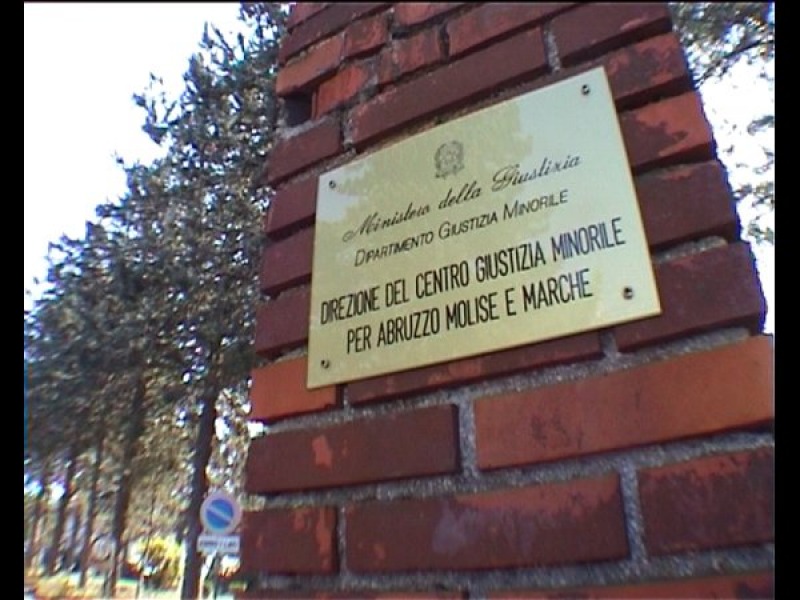 Ministero della Giustizia
DIPARTIMENTO GIUSTIZIA MINORILE
DIREZIONE DEL CENTRO GIUSTIZIA MINORILE
PER ABRUZZO MOLISE E MARCHE